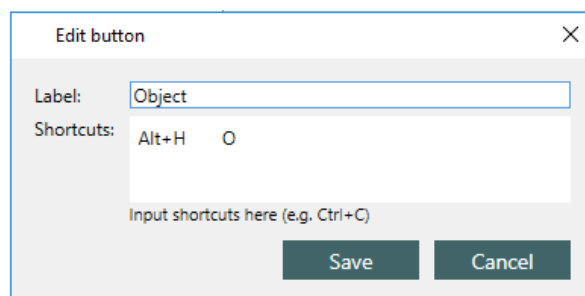 Edit button
Label: Object
Shortcuts: Alt+H O
Input shortcuts here (e.g. Ctrl+C)
Save Cancel